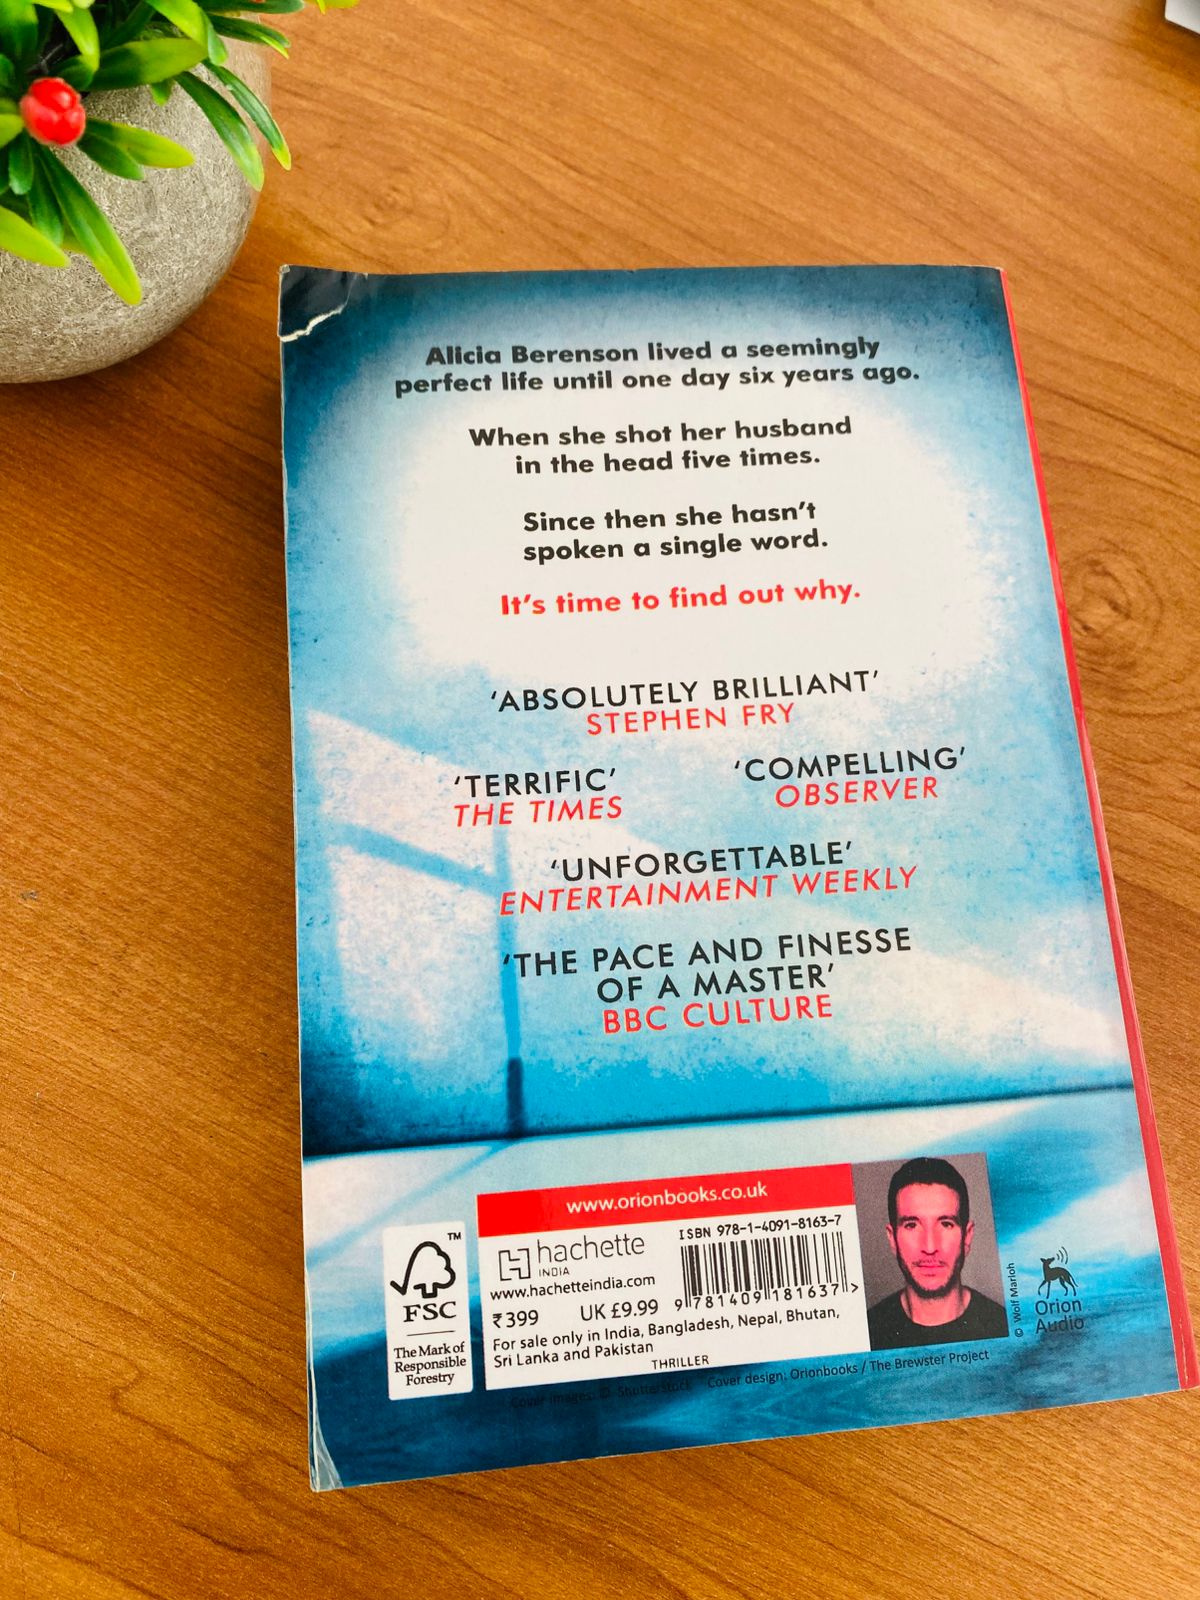 Alicia Berenson lived a seemingly
perfect life until one day six years ago.
When she shot her husband
in the head five times.
Since then she hasn't
spoken a single word.
It's time to find out why.
'ABSOLUTELY BRILLIANT'
STEPHEN FRY
'TERRIFIC'
THE TIMES
'COMPELLING'
OBSERVER
'UNFORGETTABLE'
ENTERTAINMENT WEEKLY
'THE PACE AND FINESSE
OF A MASTER'
BBC CULTURE
TM
FSC
The Mark of
Responsible
Forestry
www.orionbooks.co.uk
hachette
INDIA
www.hachetteindia.com
₹399 UK £9.99
ISBN 978-1-4091-8163-7
9 781409 181637 >
For sale only in India, Bangladesh, Nepal, Bhutan,
Sri Lanka and Pakistan
THRILLER
© Wolf Marloh
Orion
Audio
Cover images: © Shutterstock Cover design: Orionbooks / The Brewster Project